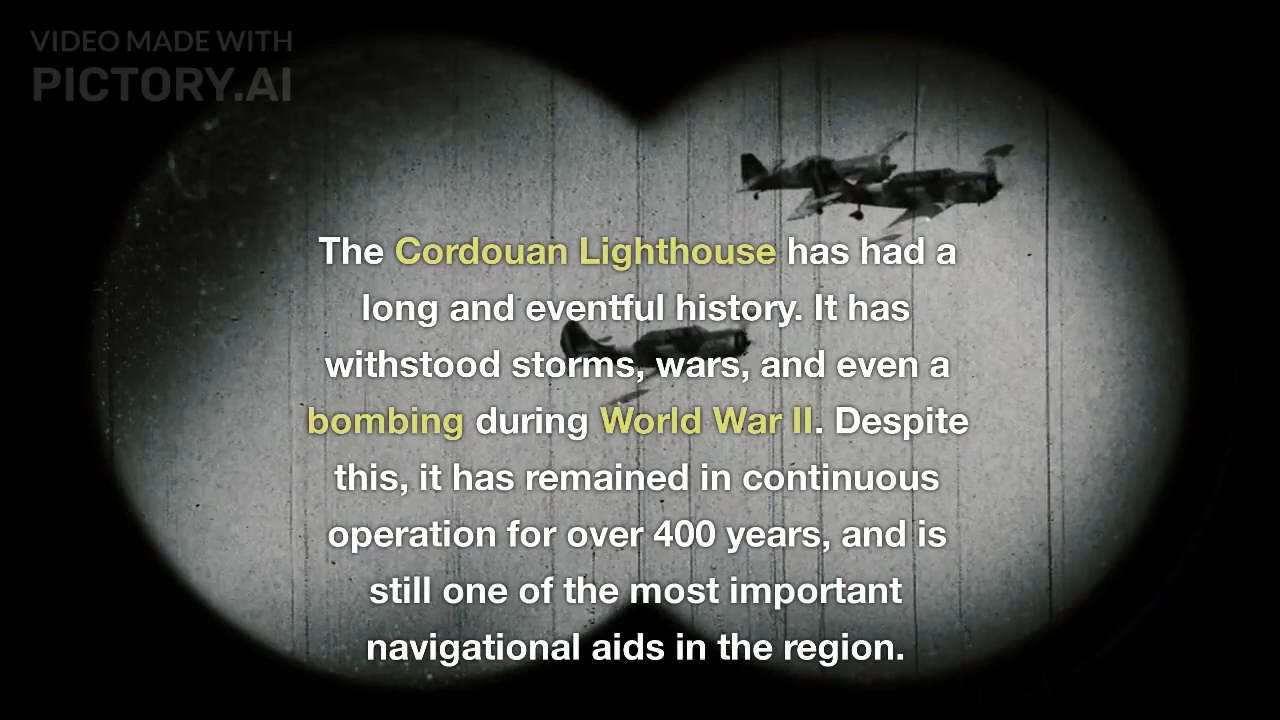 VIDEO MADE WITH
PICTORY.AI
The Cordouan Lighthouse has had a
long and eventful history. It has
withstood storms, wars, and even a
bombing during World War II. Despite
this, it has remained in continuous
operation for over 400 years, and is
still one of the most important
navigational aids in the region.